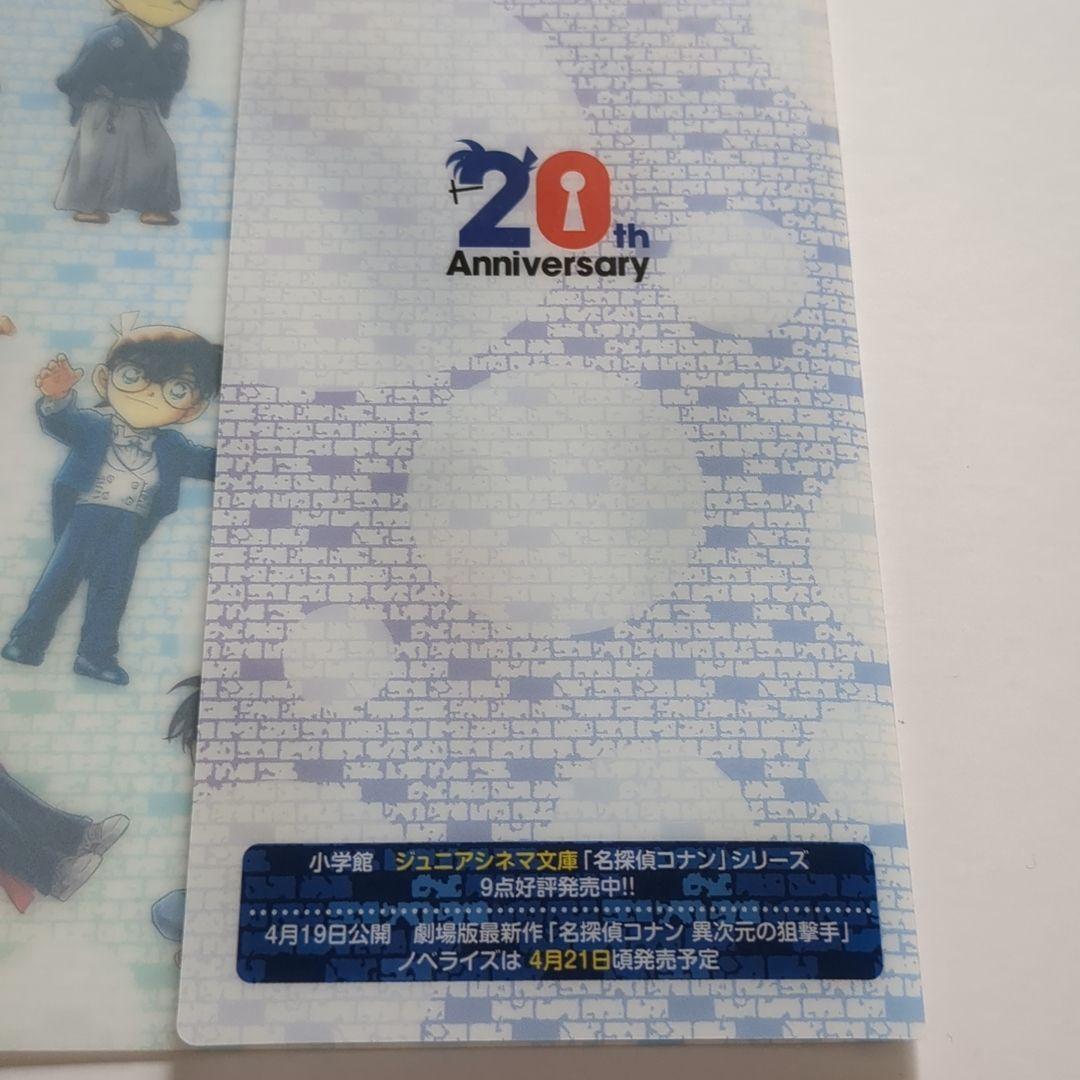 20th
Anniversary
小学館 ジュニアシネマ文庫「名探偵コナン」シリーズ
9点好評発売中!!
4月19日公開 劇場版最新作「名探偵コナン 異次元の狙撃手」
ノベライズは 4月21日頃発売予定